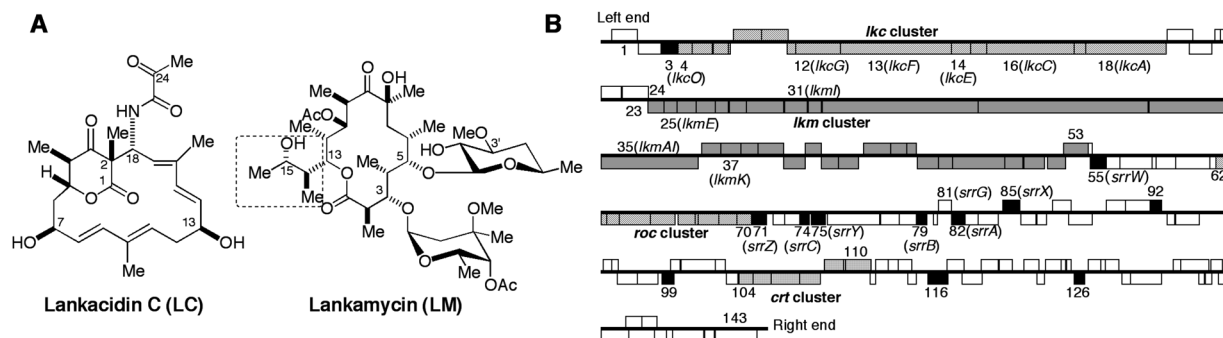 A
Me
24
O
O
HN
O
Me
Me
18
Me
2
1
H
O
O
7
13
HO
OH
Me
Lankacidin C (LC)
O
OH
Me
Me
AcO
Me
Me
OH
13
Me
5
Me
15
Me
O
O
3
O
Me
O
MeO
3'
HO
O
Me
O
OMe
Me
O
Me
OAc
Lankamycin (LM)
B
Left end
lkc cluster
1
3 4
(lkcO)
12(lkcG)
13(lkcF)
14
(lkcE)
16(lkcC)
18(lkcA)
24
31(lkmI)
23
25(lkmE)
lkm cluster
35(lkmAI)
53
37
(lkmK)
55(srrW)
62
81(srrG)
85(srrX)
92
roc cluster
70
71
(srrZ)
74
(srrC)
75(srrY)
79
(srrB)
82(srrA)
110
99
104
crt cluster
116
126
143
Right end